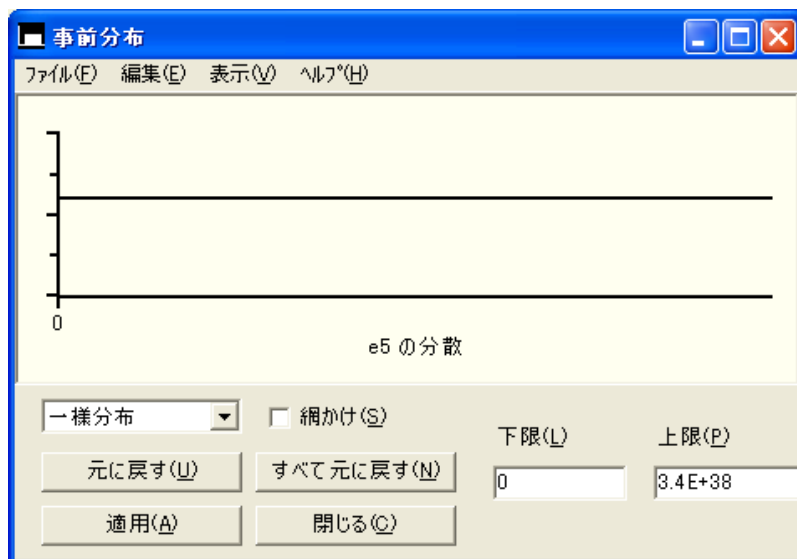 事前分布
ファイル(F) 編集(E) 表示(V) ヘルプ(H)
0
e5 の分散
一様分布
網かけ(S)
下限(L)
上限(P)
元に戻す(U)
すべて元に戻す(N)
0
3.4E+38
適用(A)
閉じる(C)